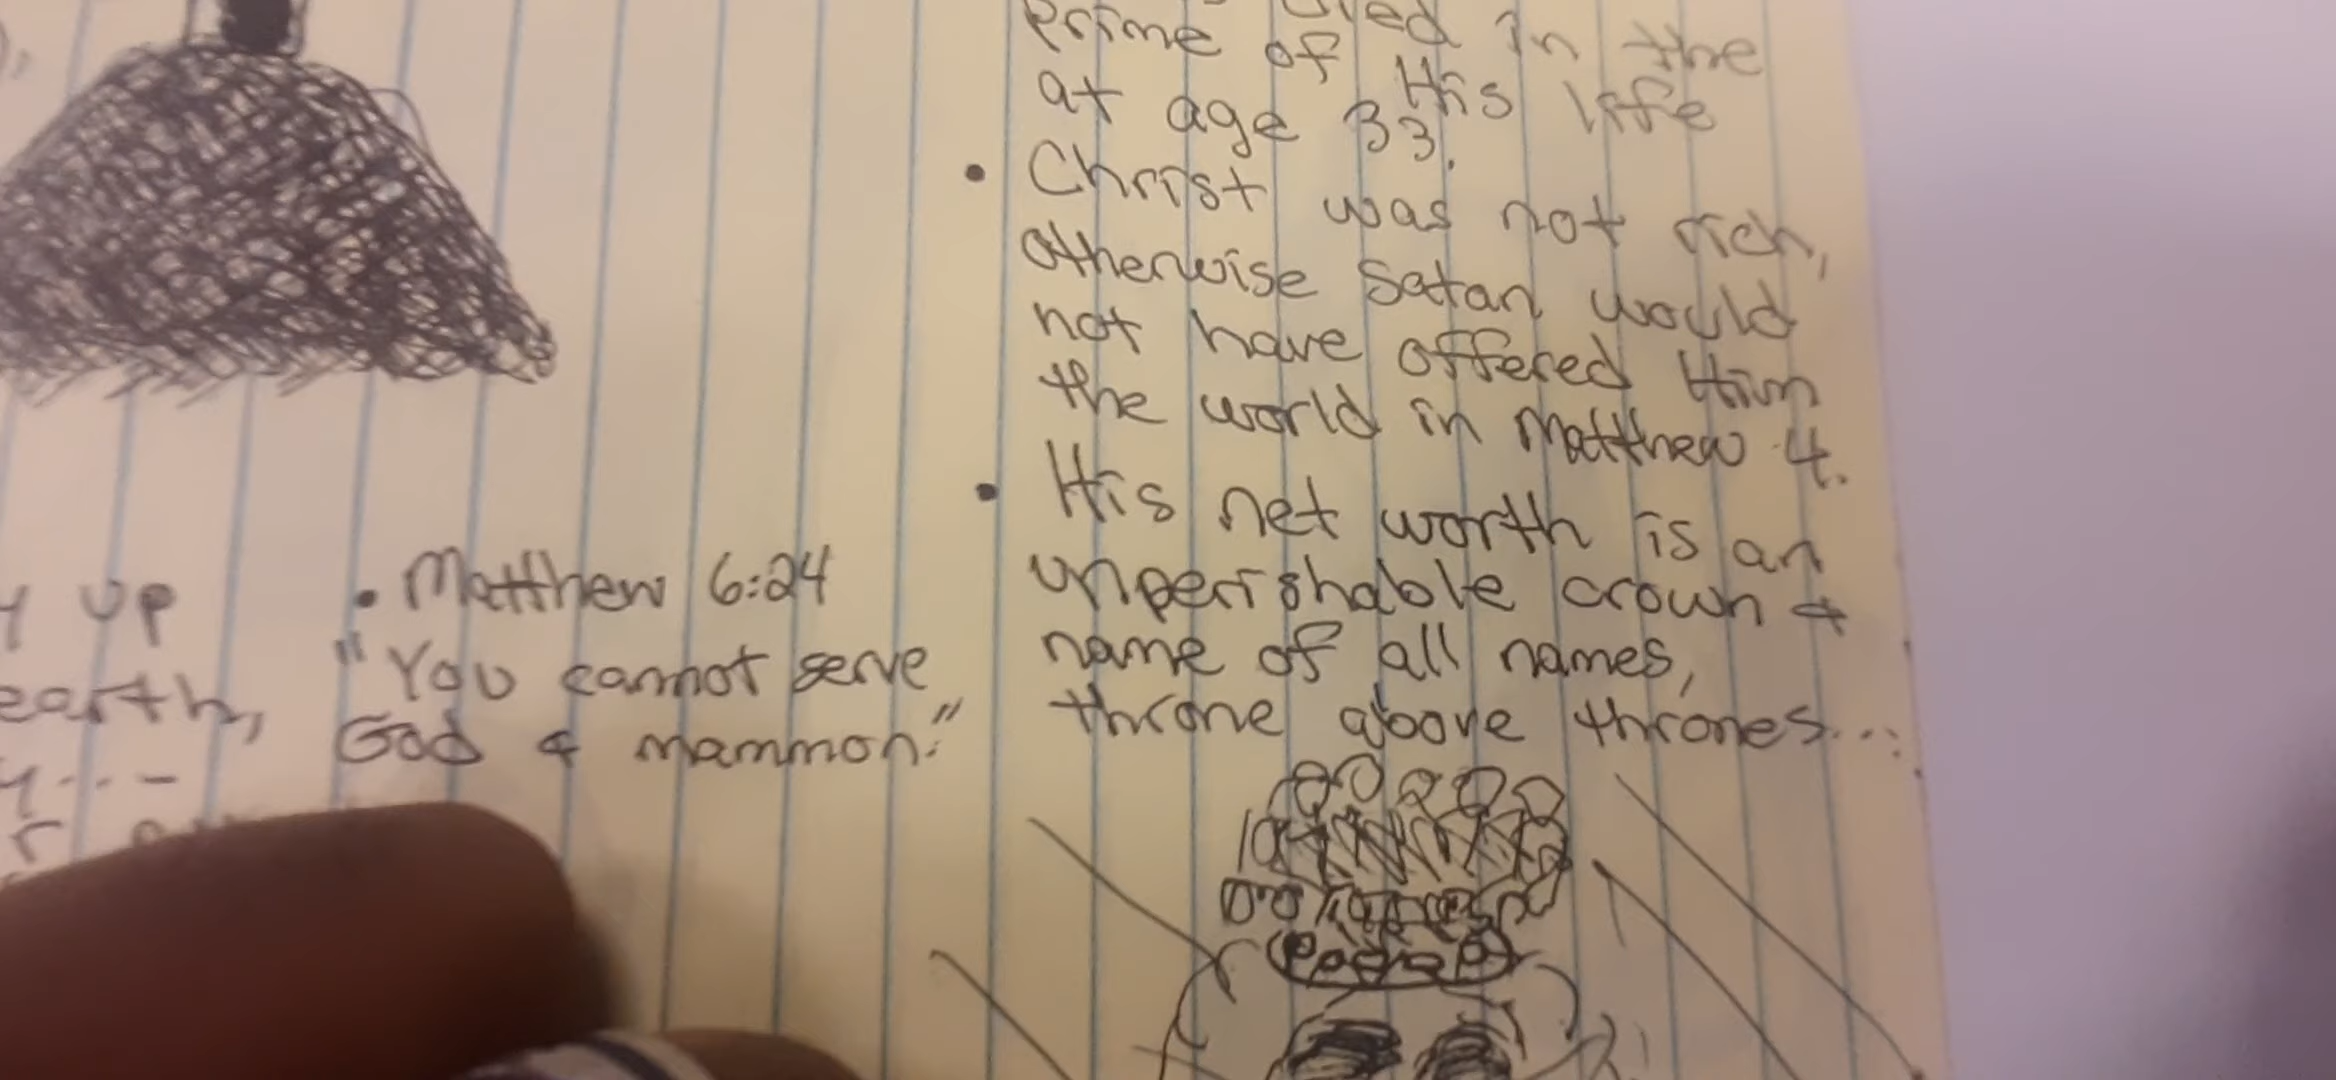 prime of His life
in the
at age 33.
• Christ was not rich,
otherwise Satan would
not have offered Him
the world in Matthew 4.
• His net worth is an
unperishable crown &
name of all names,
throne above thrones...
up
earth,
• Matthew 6:24
"You cannot serve
God & mammon."